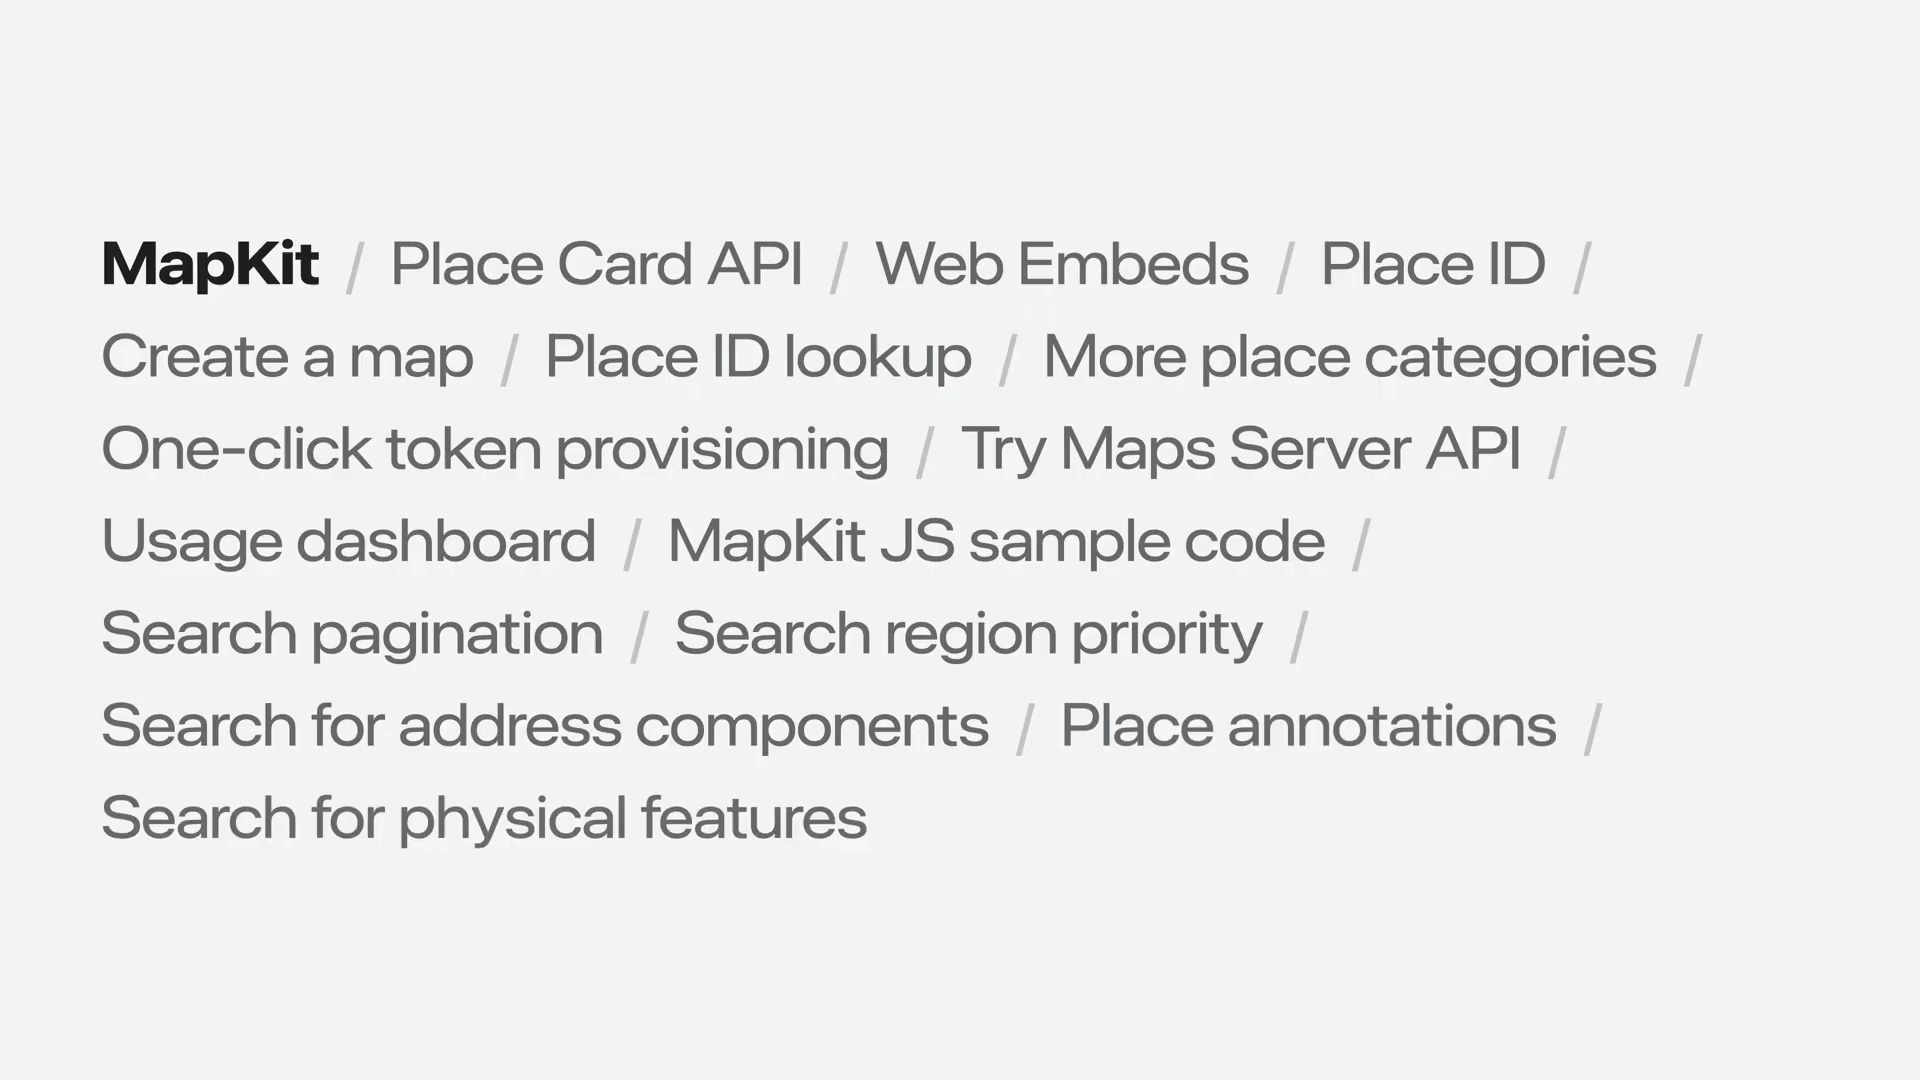 MapKit / Place Card API / Web Embeds / Place ID /
Create a map / Place ID lookup / More place categories /
One-click token provisioning / Try Maps Server API /
Usage dashboard / MapKit JS sample code /
Search pagination / Search region priority /
Search for address components / Place annotations /
Search for physical features